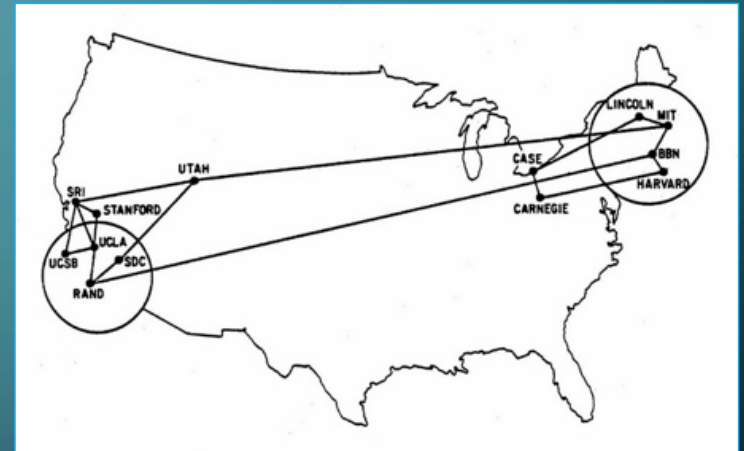 LINCOLN
MIT
CASE
BBN
UTAH
HARVARD
SRI
CARNEGIE
STANFORD
UCLA
UCSB
SDC
RAND